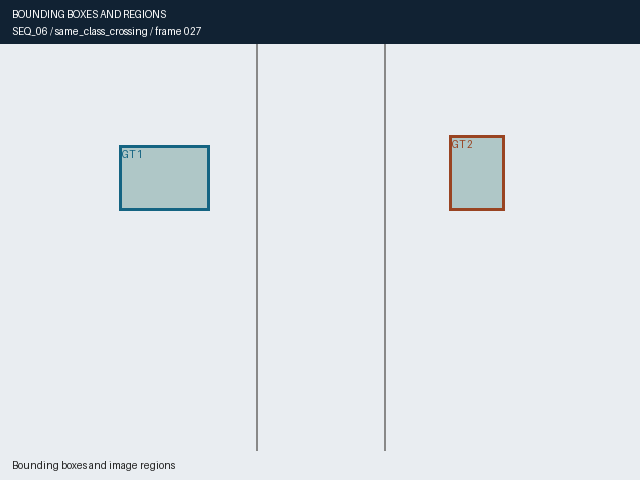 BOUNDING BOXES AND REGIONS
SEQ_06 / same_class_crossing / frame 027
GT1
GT2
Bounding boxes and image regions